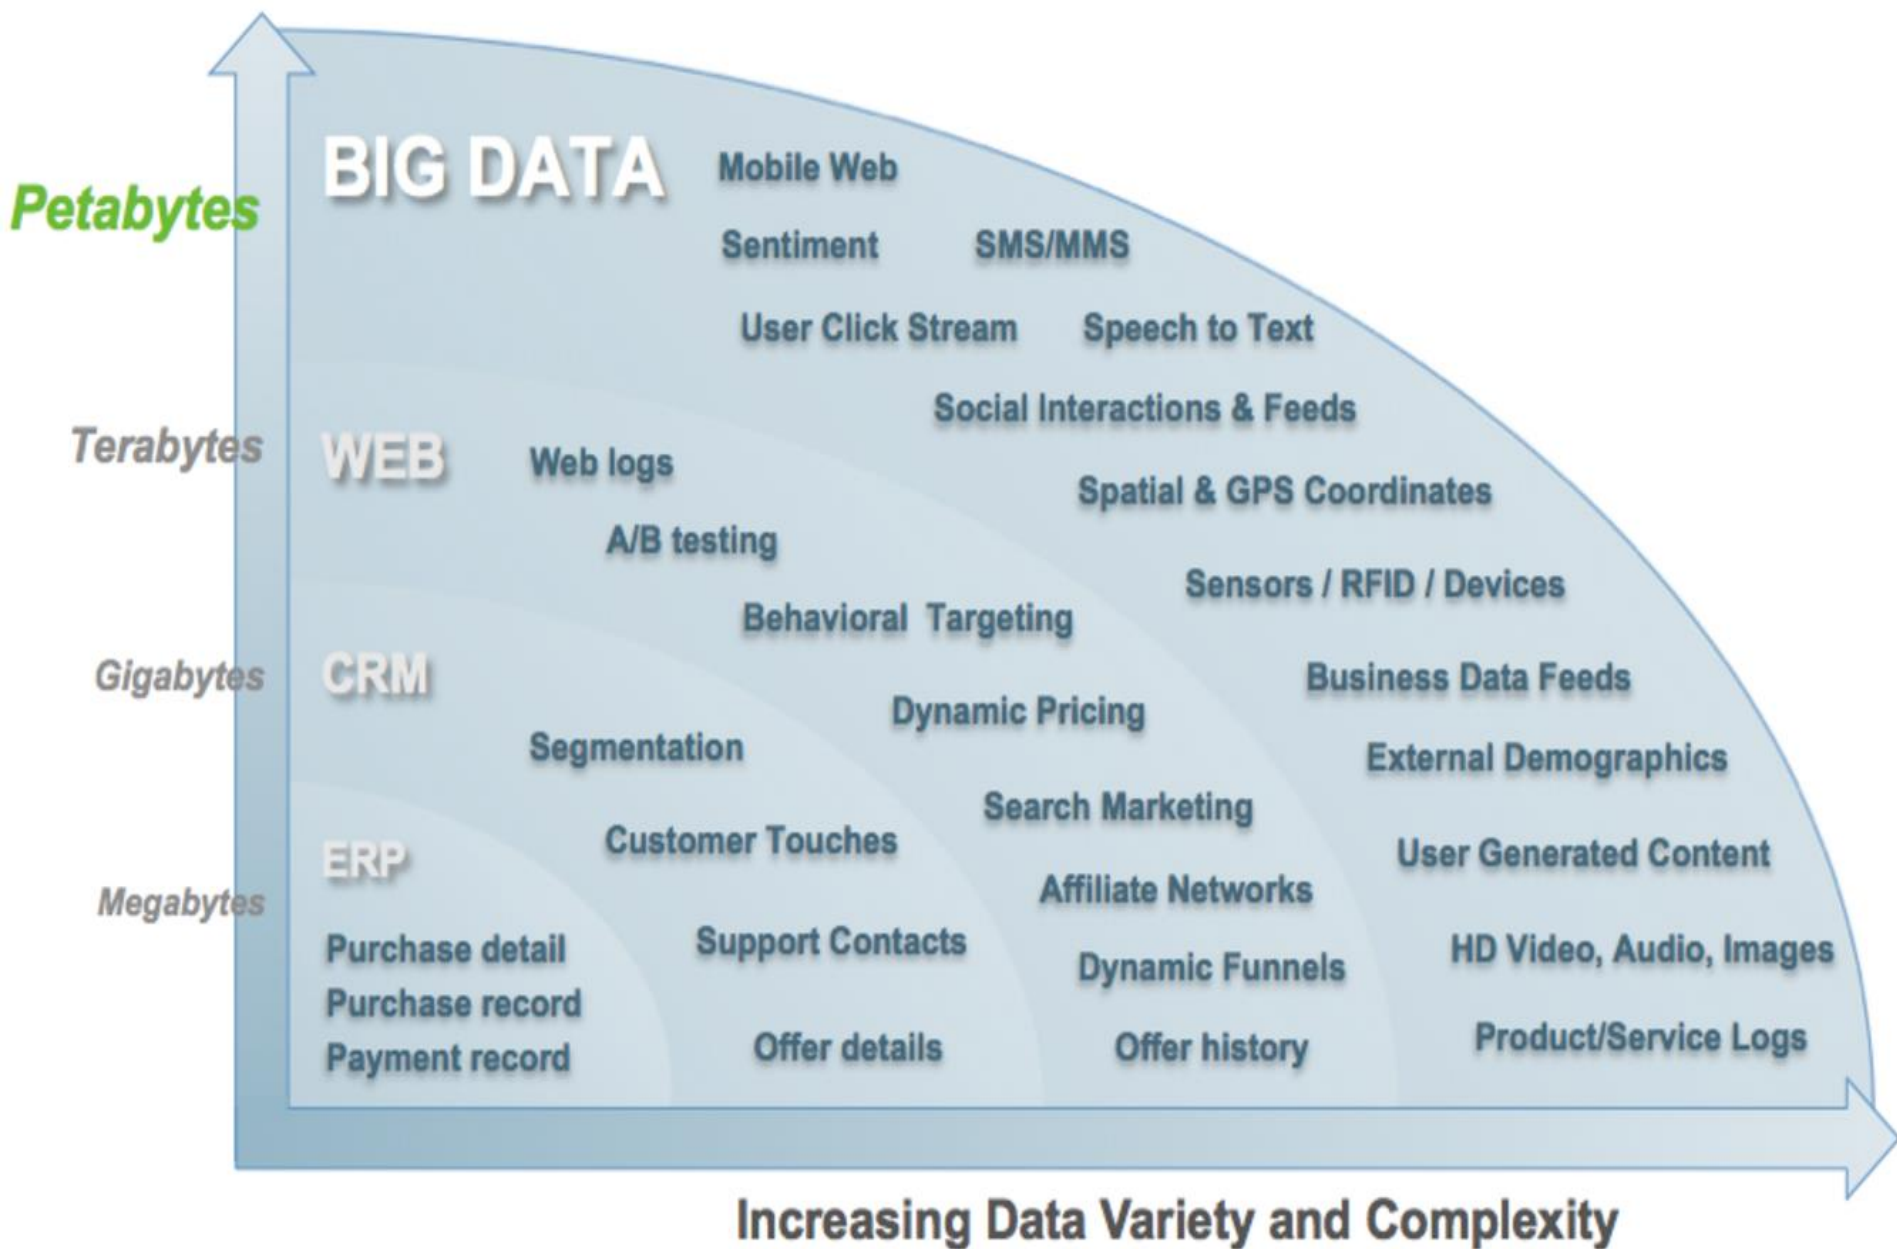 BIG DATA
Mobile Web
Petabytes
Sentiment
SMS/MMS
User Click Stream
Speech to Text
Social Interactions & Feeds
Terabytes
WEB
Web logs
Spatial & GPS Coordinates
A/B testing
Sensors / RFID / Devices
Behavioral Targeting
Gigabytes
CRM
Business Data Feeds
Dynamic Pricing
Segmentation
External Demographics
Search Marketing
Customer Touches
ERP
User Generated Content
Megabytes
Affiliate Networks
Purchase detail
Support Contacts
HD Video, Audio, Images
Dynamic Funnels
Purchase record
Product/Service Logs
Payment record
Offer details
Offer history
Increasing Data Variety and Complexity